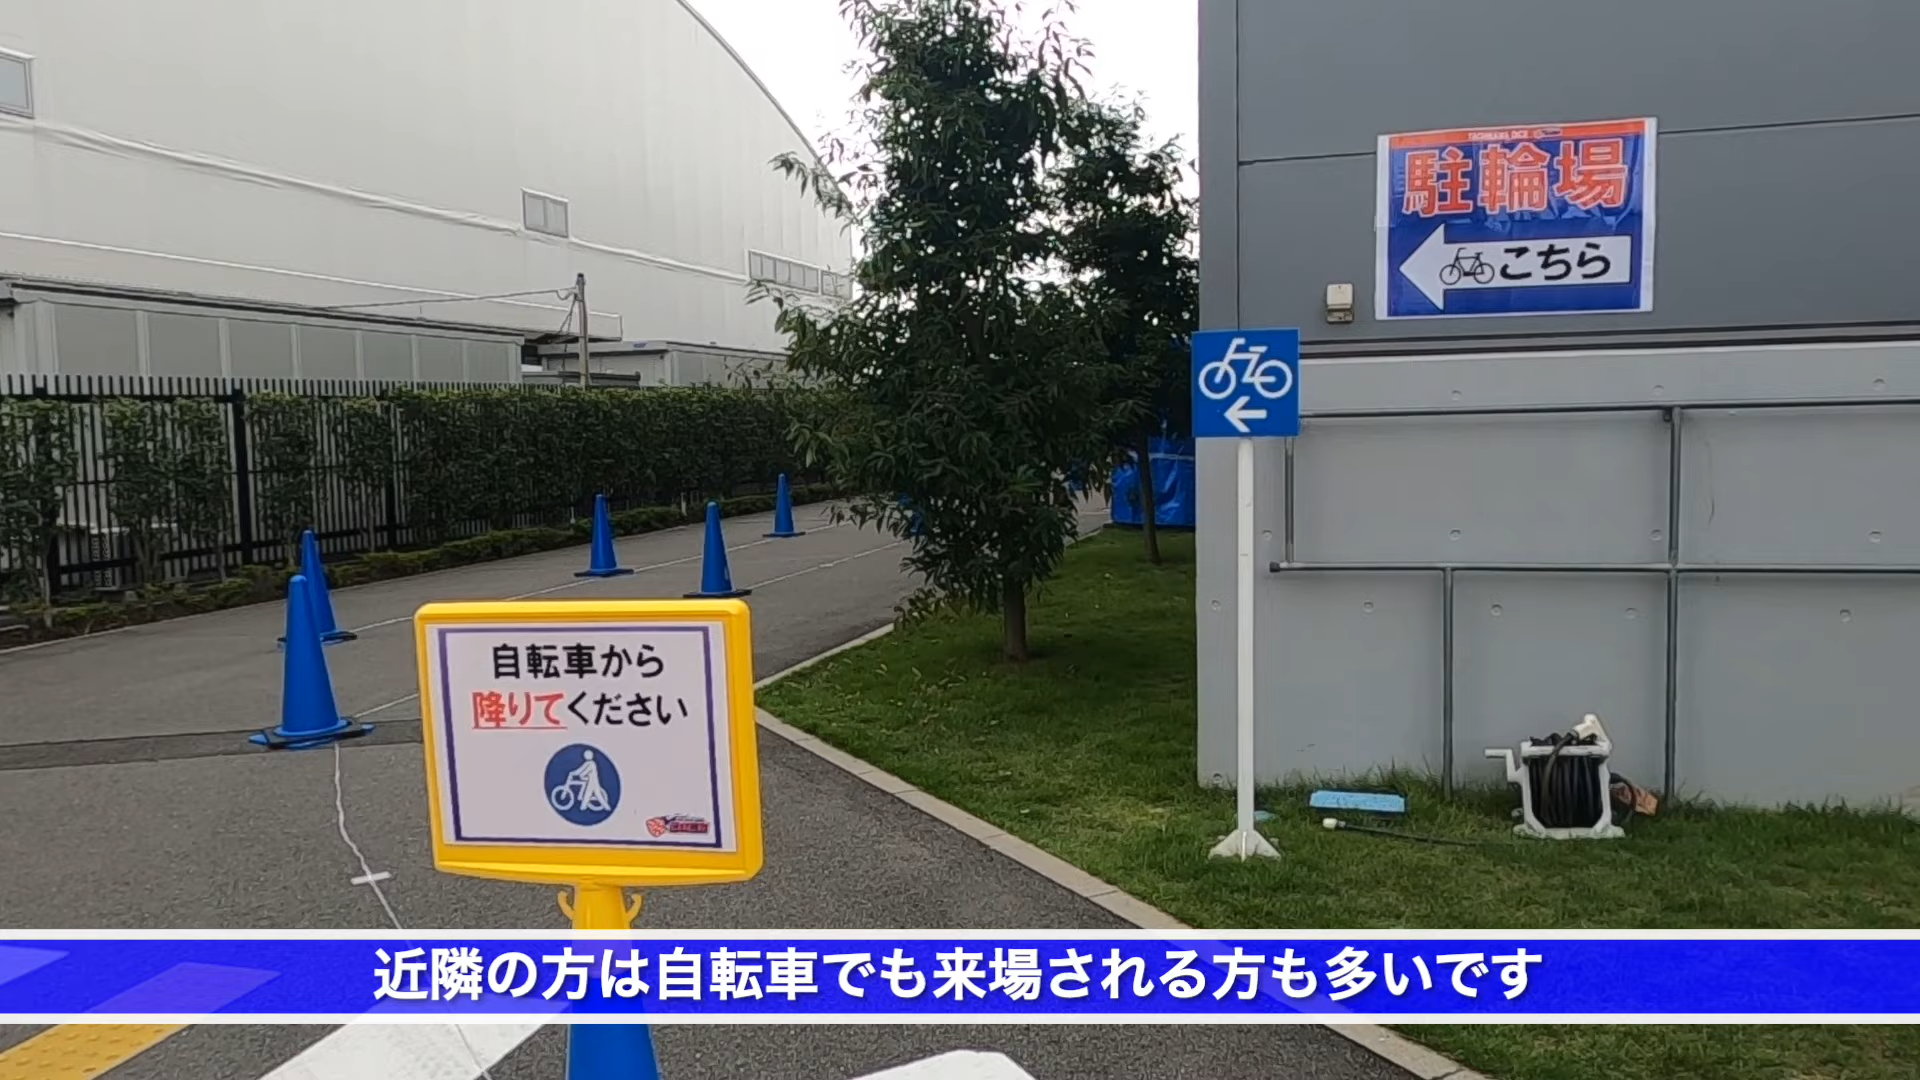 TACHIKAWA DICE
駐輪場
こちら
自転車から
降りてください
近隣の方は自転車でも来場される方も多いです